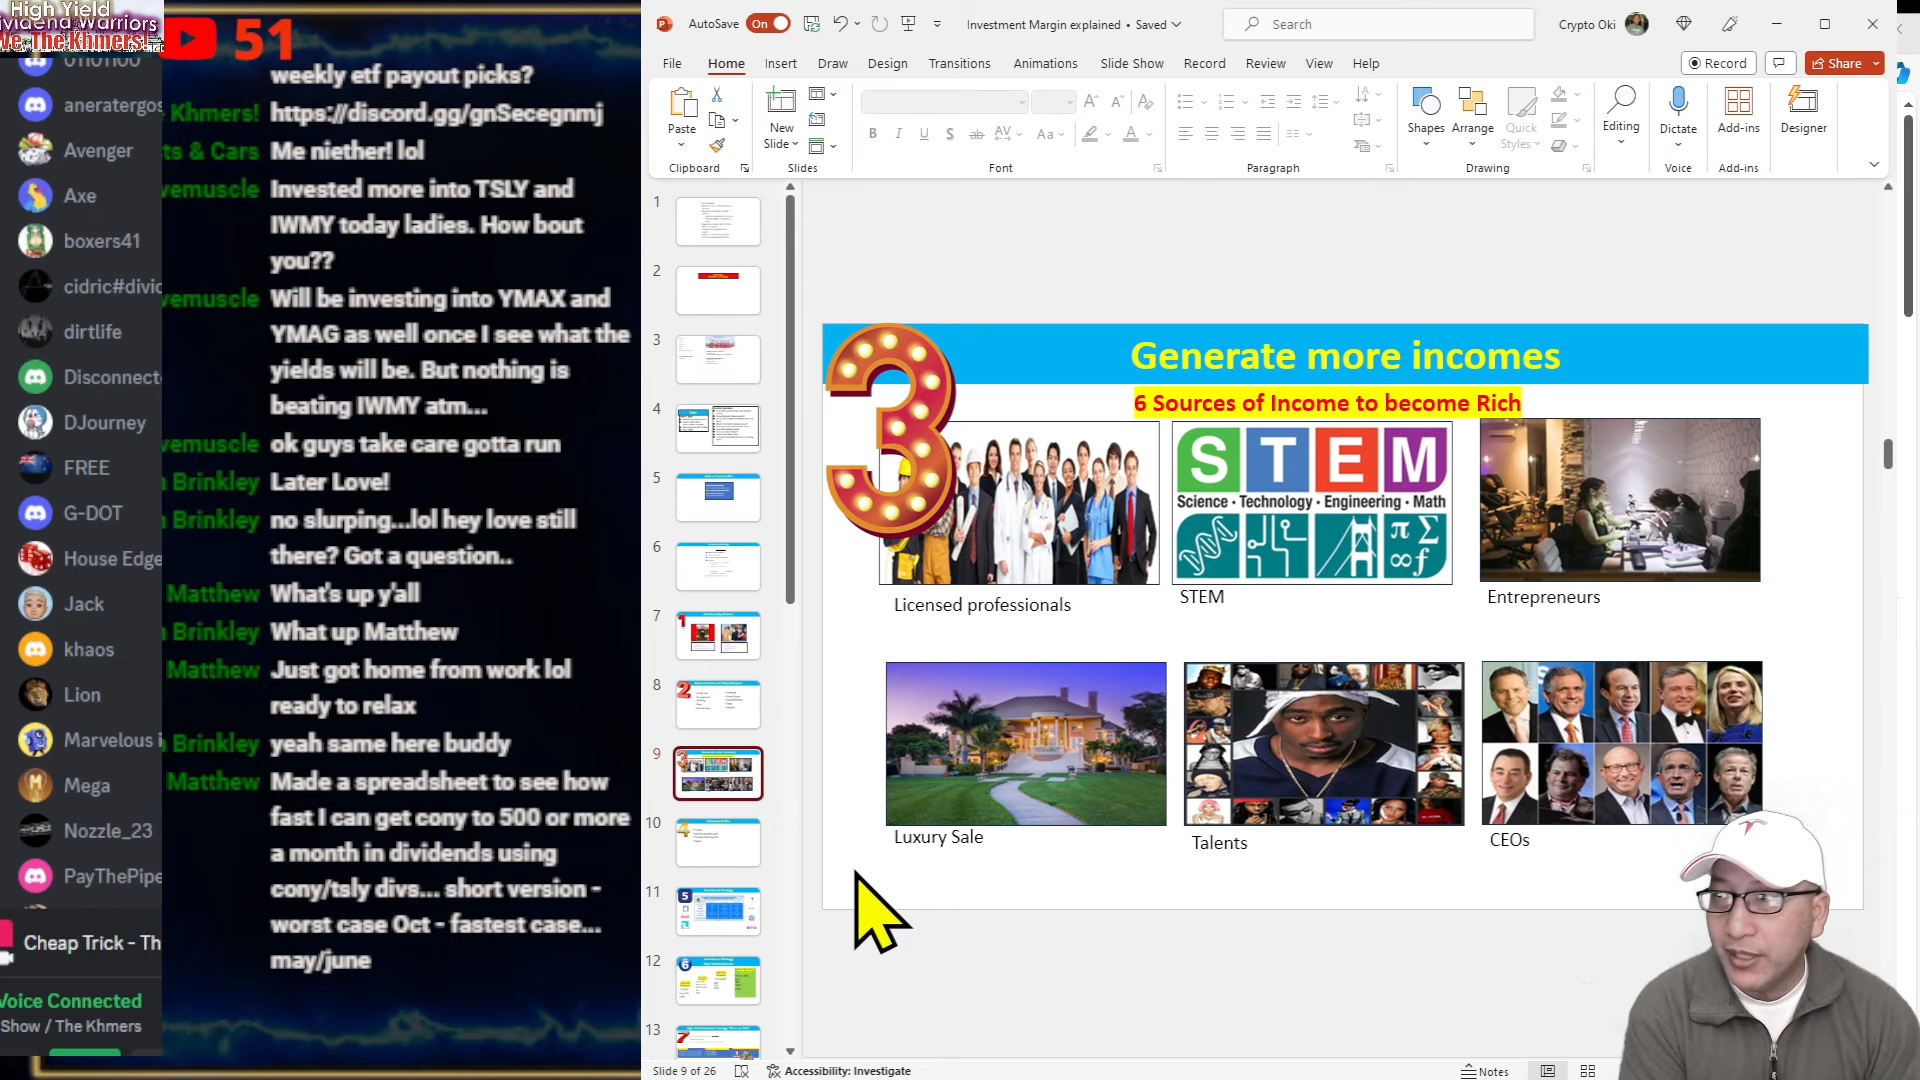 High Yield
Dividend Warriors
We, The Khmers!
51
01101100
aneratergos
Avenger
Axe
boxers41
cidric#divic
dirtlife
Disconnect
DJourney
FREE
G-DOT
House Edge
Jack
khaos
Lion
Marvelous i
Mega
Nozzle_23
PayThePipe
Cheap Trick - Th
Voice Connected
Show / The Khmers
weekly etf payout picks?
Khmers! https://discord.gg/gnSecegnmj
ts & Cars Me niether! lol
vemuscle Invested more into TSLY and
IWMY today ladies. How bout
you??
vemuscle Will be investing into YMAX and
YMAG as well once I see what the
yields will be. But nothing is
beating IWMY atm...
vemuscle ok guys take care gotta run
n Brinkley Later Love!
n Brinkley no slurping...lol hey love still
there? Got a question..
Matthew What's up y'all
n Brinkley What up Matthew
Matthew Just got home from work lol
ready to relax
n Brinkley yeah same here buddy
Matthew Made a spreadsheet to see how
fast I can get cony to 500 or more
a month in dividends using
cony/tsly divs... short version -
worst case Oct - fastest case...
may/june
AutoSave On
Investment Margin explained • Saved
Search
Crypto Oki
File Home Insert Draw Design Transitions Animations Slide Show Record Review View Help
Record
Share
Paste
New
Slide
B I U S ab AV Aa A
Shapes
Arrange
Quick
Styles
Editing
Dictate
Add-ins
Designer
Clipboard
Slides
Font
Paragraph
Drawing
Voice
Add-ins
1
2
3
4
5
6
7
8
9
10
11
12
13
3
Generate more incomes
6 Sources of Income to become Rich
STEM
Science · Technology · Engineering · Math
π Σ
∞ f
Licensed professionals
STEM
Entrepreneurs
Luxury Sale
Talents
CEOs
Slide 9 of 26
Accessibility: Investigate
Notes